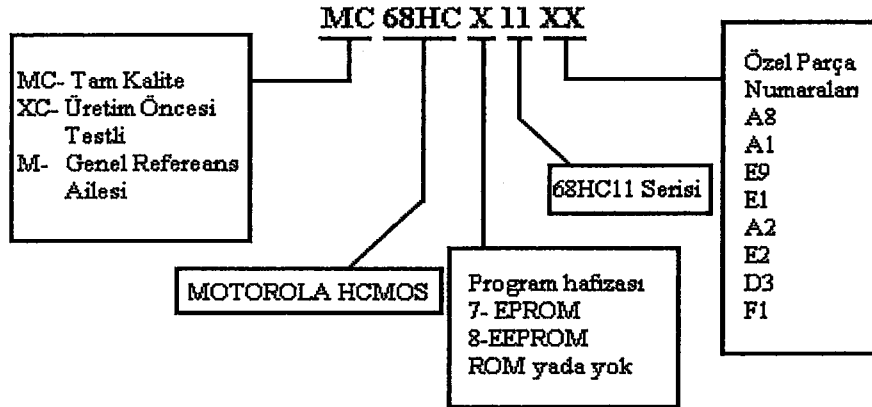 MC 68HC X 11 XX
MC- Tam Kalite
XC- Üretim Öncesi
Testli
M- Genel Refereans
Ailesi
MOTOROLA HCMOS
Program hafızası
7- EPROM
8-EEPROM
ROM yada yok
68HC11 Serisi
Özel Parça
Numaraları
A8
A1
E9
E1
A2
E2
D3
F1